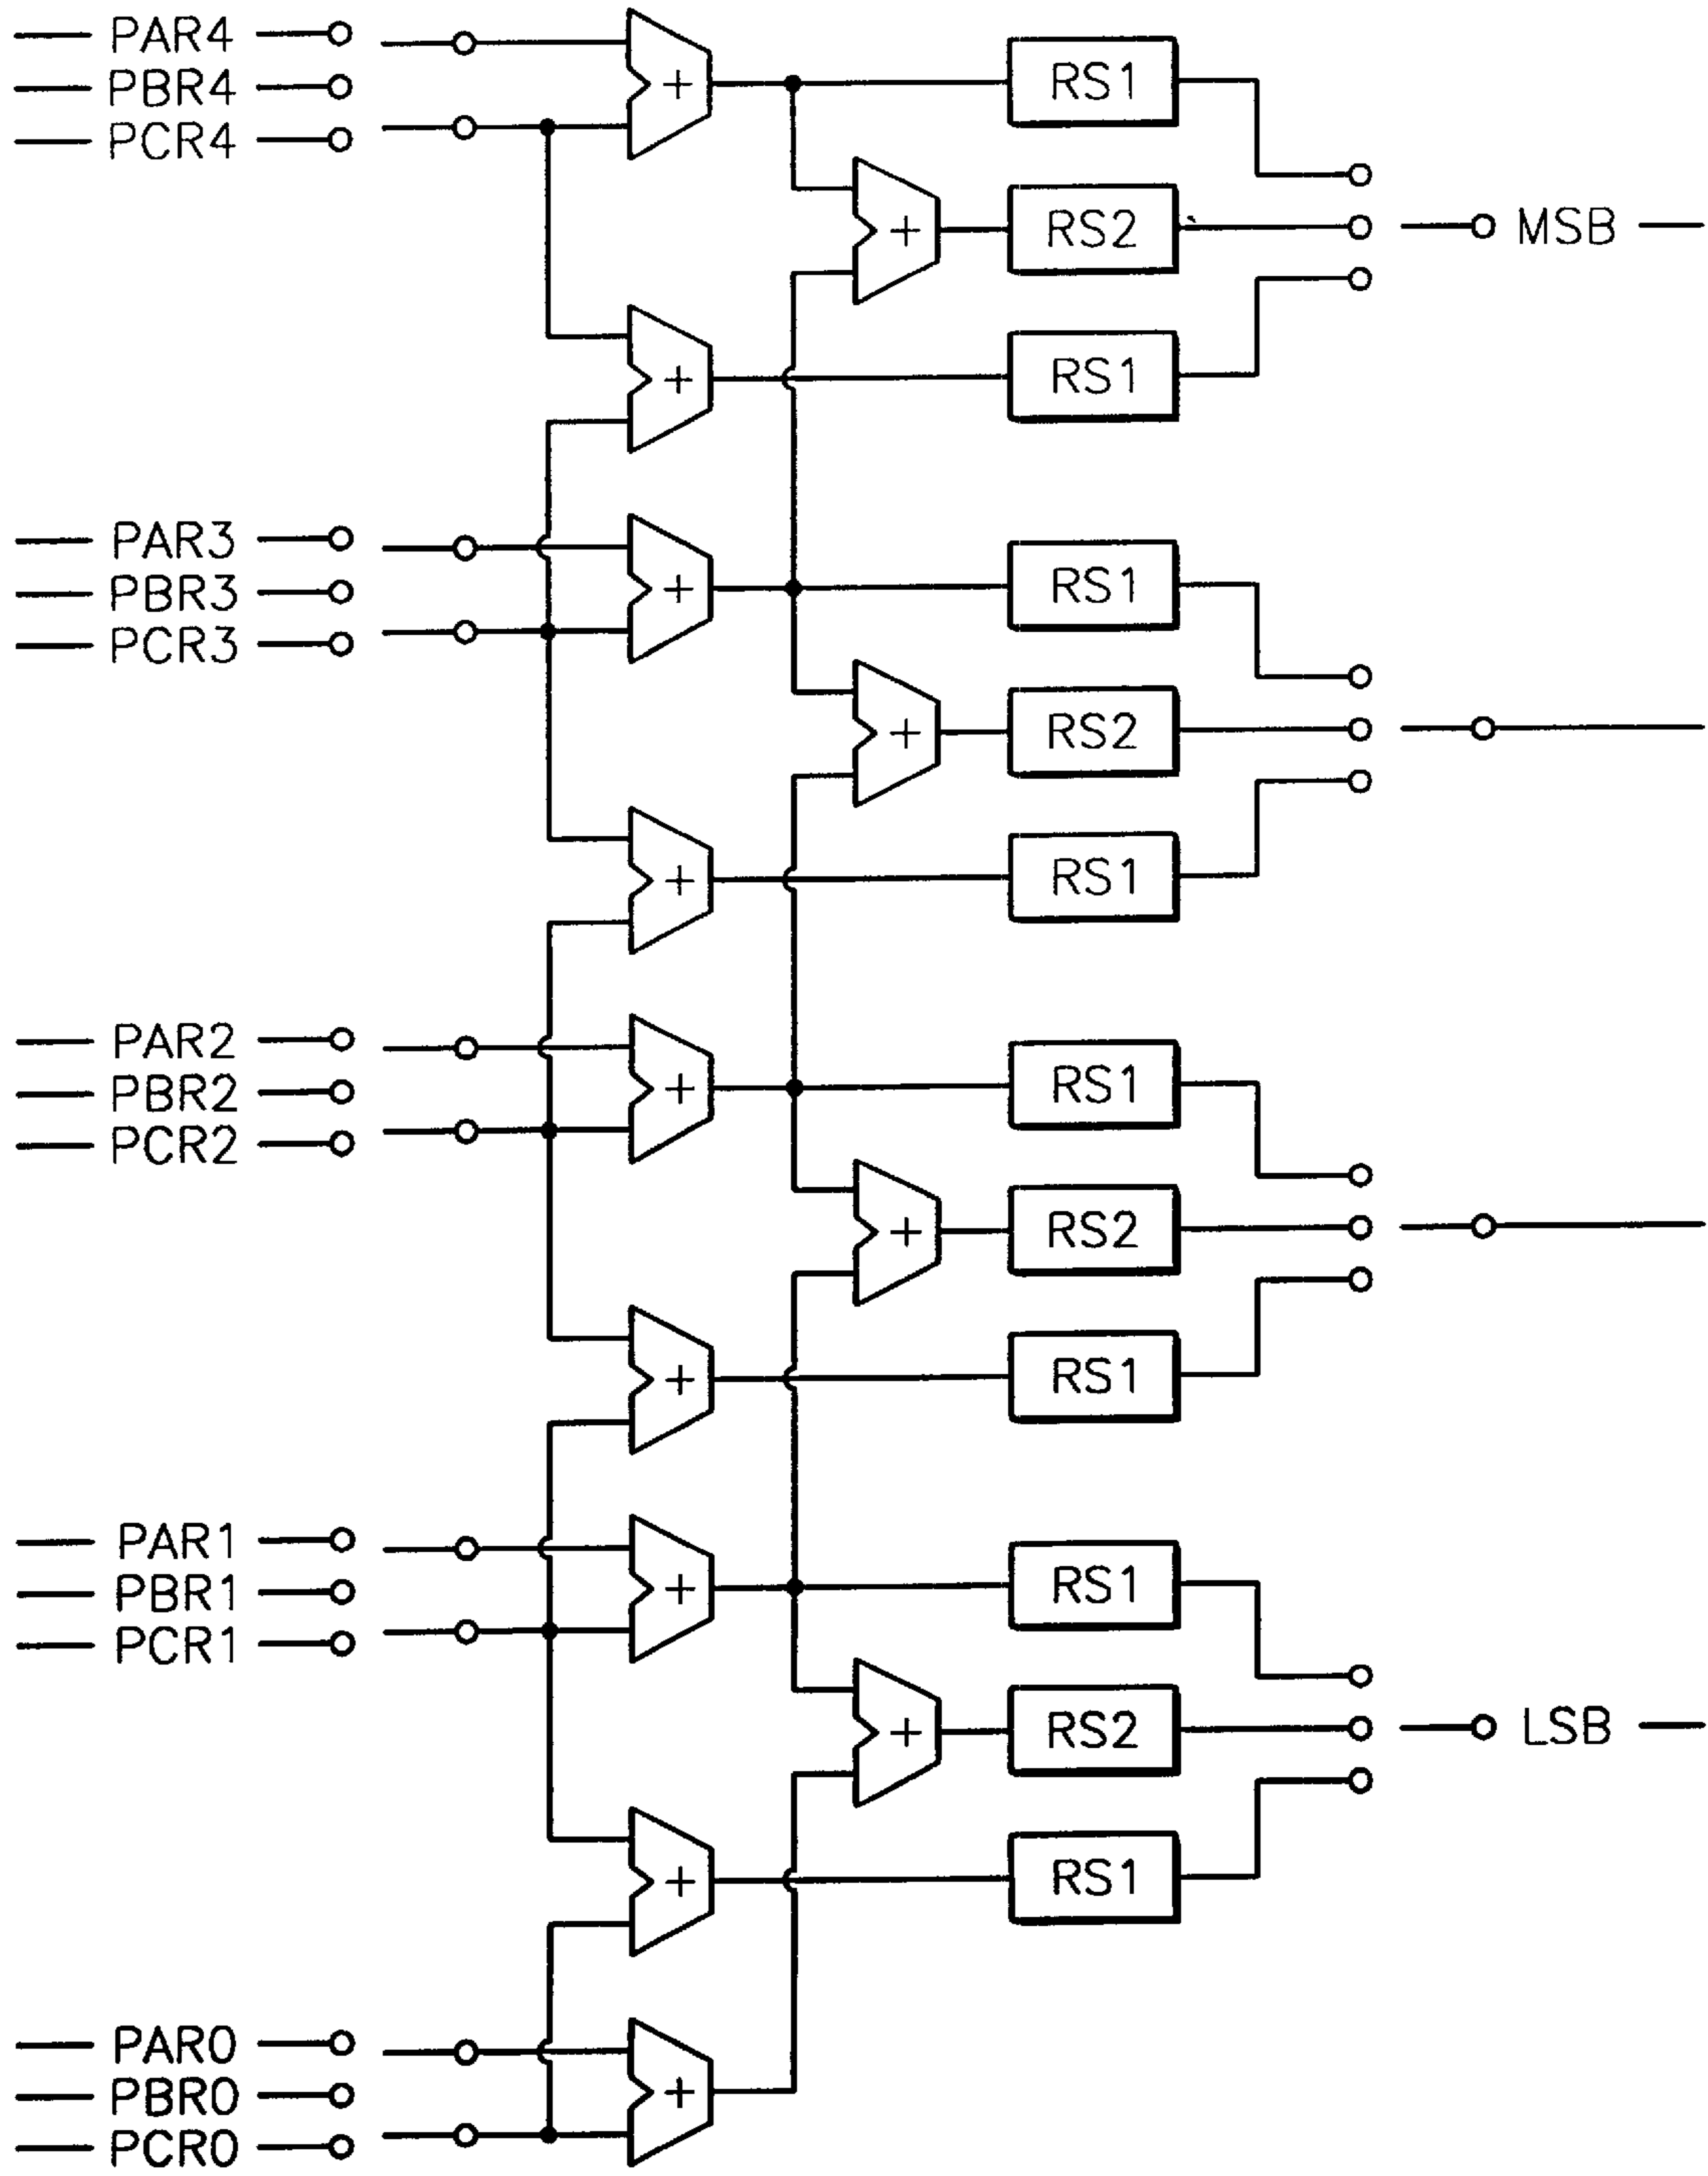 PAR4
PBR4
PCR4
+
RS1
+
RS2
MSB
+
RS1
PAR3
PBR3
PCR3
+
RS1
+
RS2
+
RS1
PAR2
PBR2
PCR2
+
RS1
+
RS2
+
RS1
PAR1
PBR1
PCR1
+
RS1
+
RS2
LSB
+
RS1
PAR0
PBR0
PCR0
+